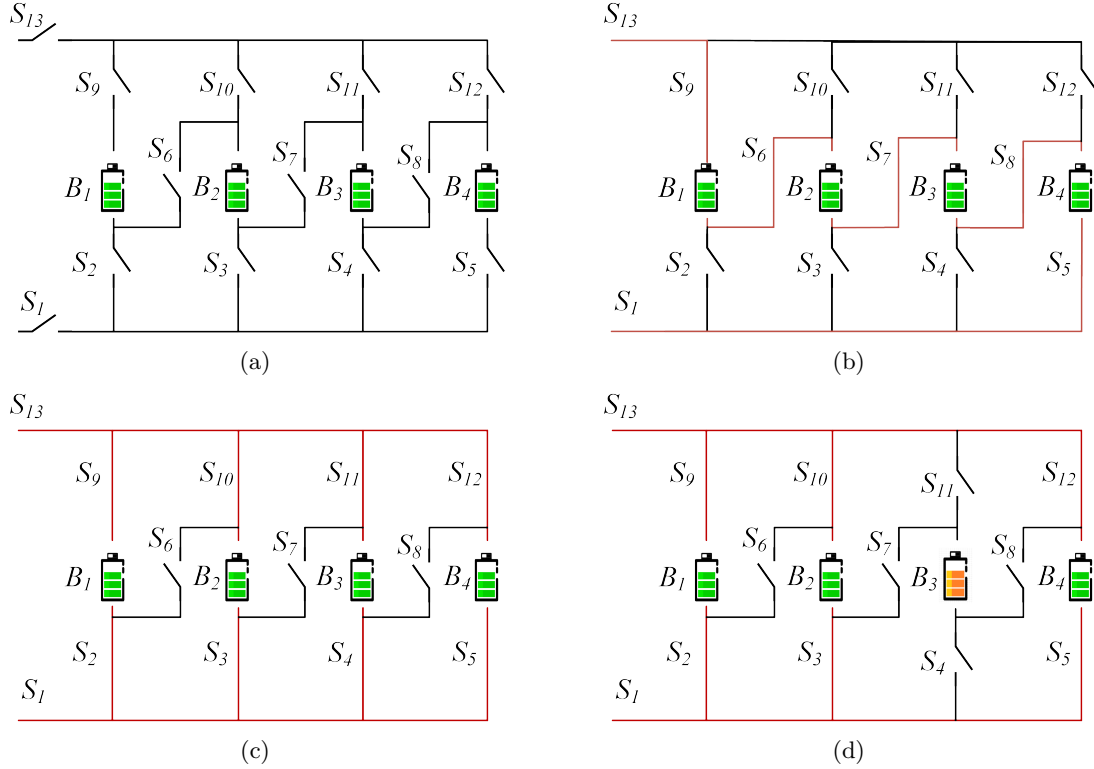 S13 S13
S9 S10 S11 S12 S9 S10 S11 S12
S6 S7 S8 S6 S7 S8
B1 B2 B3 B4 B1 B2 B3 B4
S2 S3 S4 S5 S2 S3 S4 S5
S1 S1
(a) (b)
S13 S13
S9 S10 S11 S12 S9 S10 S11 S12
S6 S7 S8 S6 S7 S8
B1 B2 B3 B4 B1 B2 B3 B4
S2 S3 S4 S5 S2 S3 S4 S5
S1 S1
(c) (d)